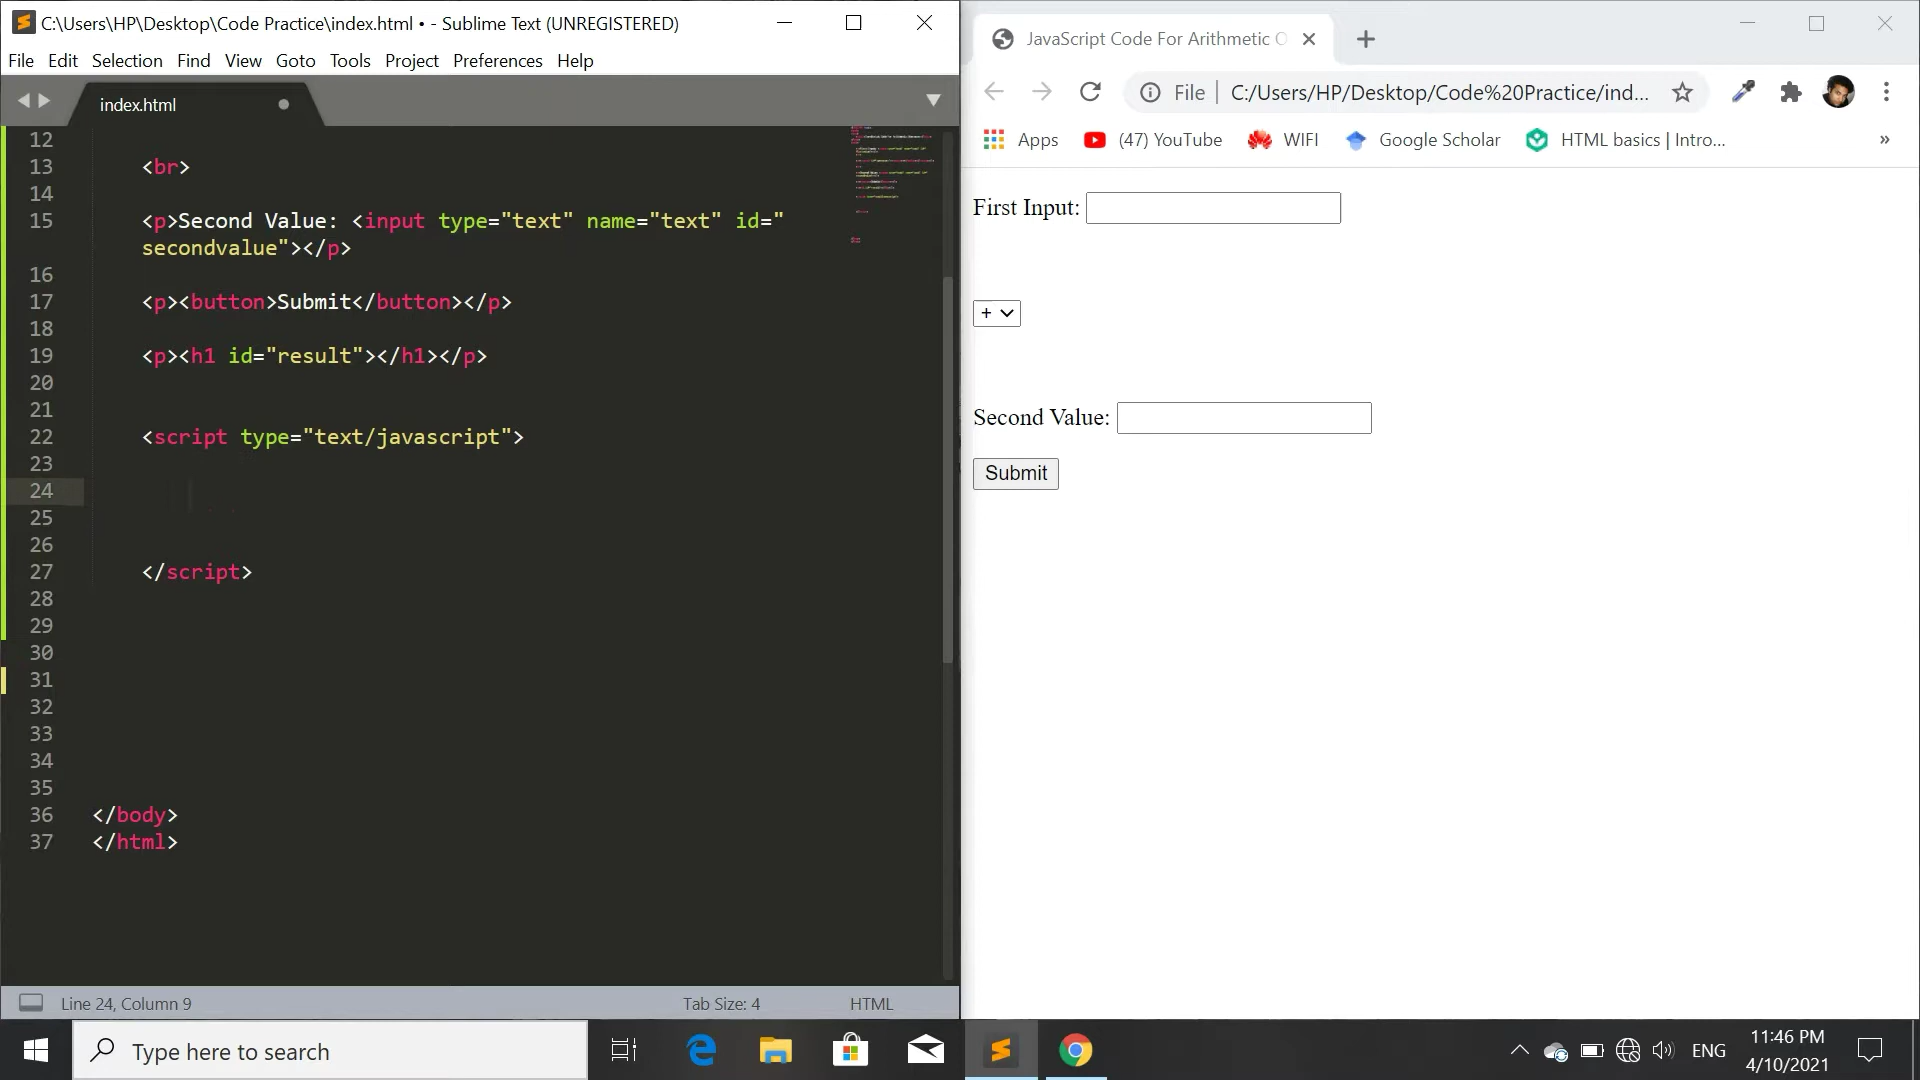 C:\Users\HP\Desktop\Code Practice\index.html • - Sublime Text (UNREGISTERED)
File Edit Selection Find View Goto Tools Project Preferences Help
index.html
12
13 <br>
14
15 <p>Second Value: <input type="text" name="text" id="
secondvalue"></p>
16
17 <p><button>Submit</button></p>
18
19 <p><h1 id="result"></h1></p>
20
21
22 <script type="text/javascript">
23
24
25
26
27 </script>
28
29
30
31
32
33
34
35
36 </body>
37 </html>
Line 24, Column 9
Tab Size: 4
HTML
JavaScript Code For Arithmetic O
File | C:/Users/HP/Desktop/Code%20Practice/ind...
Apps (47) YouTube WIFI Google Scholar HTML basics | Intro... »
First Input:
+
Second Value:
Submit
Type here to search
ENG
11:46 PM
4/10/2021